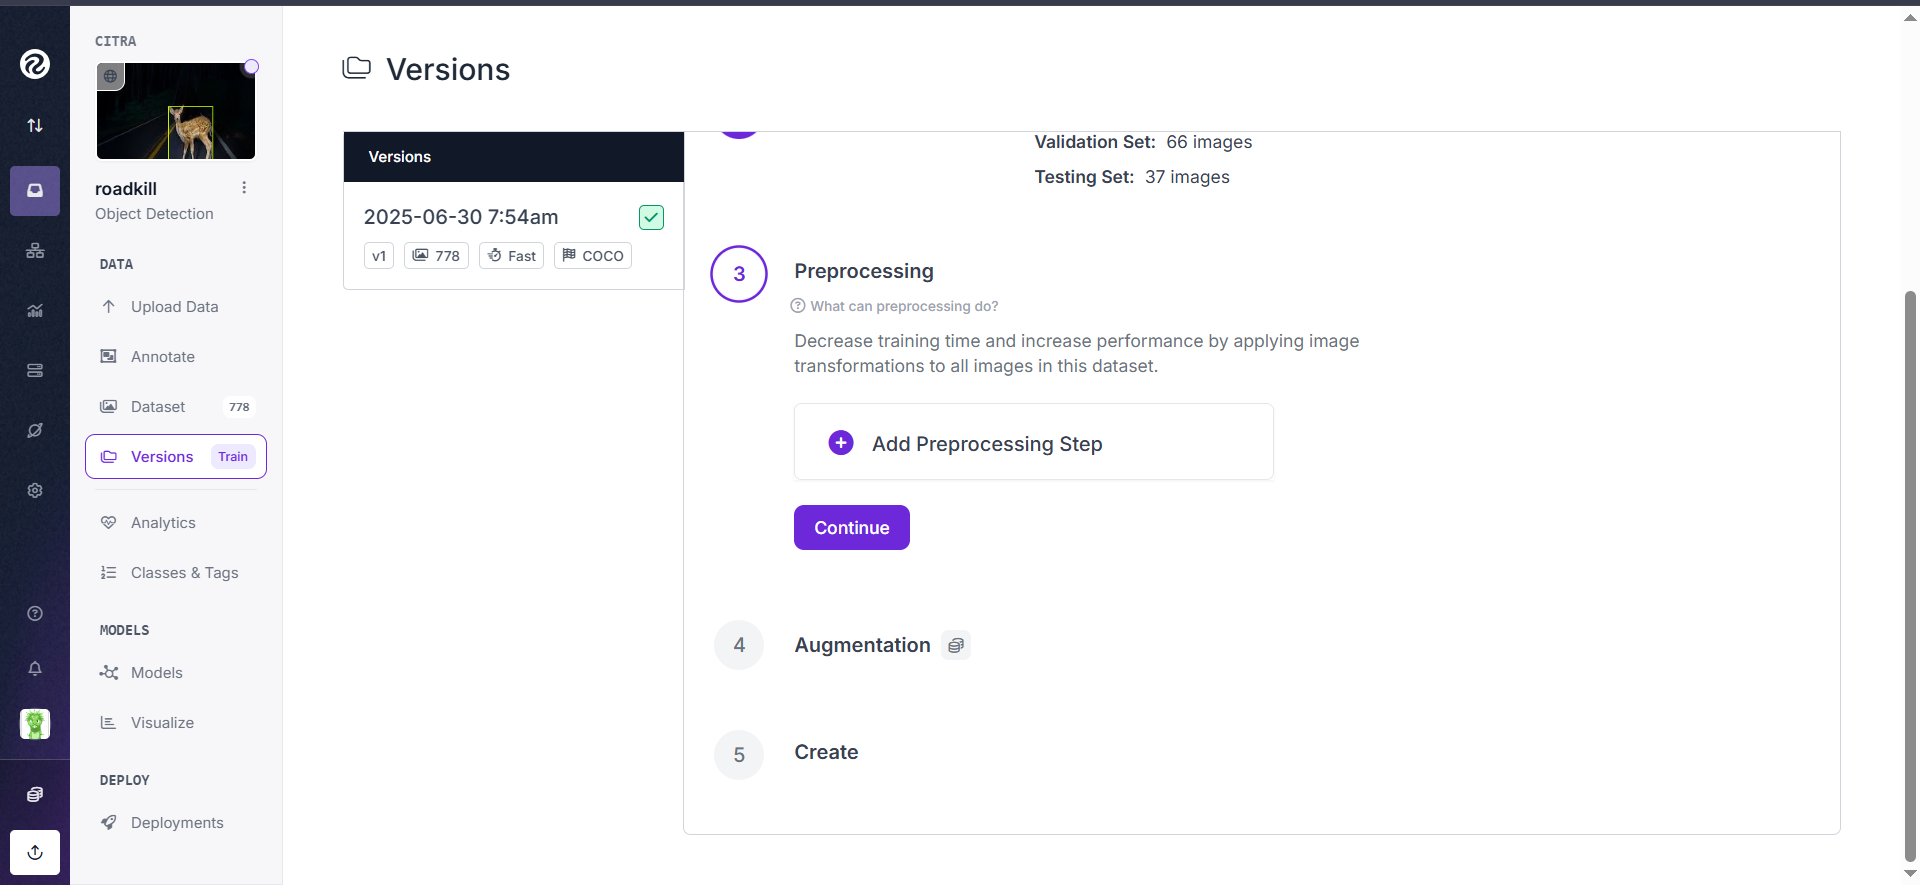 CITRA
roadkill
Object Detection
DATA
Upload Data
Annotate
Dataset 778
Versions Train
Analytics
Classes & Tags
MODELS
Models
Visualize
DEPLOY
Deployments
Versions
Versions
2025-06-30 7:54am
v1 778 Fast COCO
Validation Set: 66 images
Testing Set: 37 images
3 Preprocessing
What can preprocessing do?
Decrease training time and increase performance by applying image
transformations to all images in this dataset.
Add Preprocessing Step
Continue
4 Augmentation
5 Create